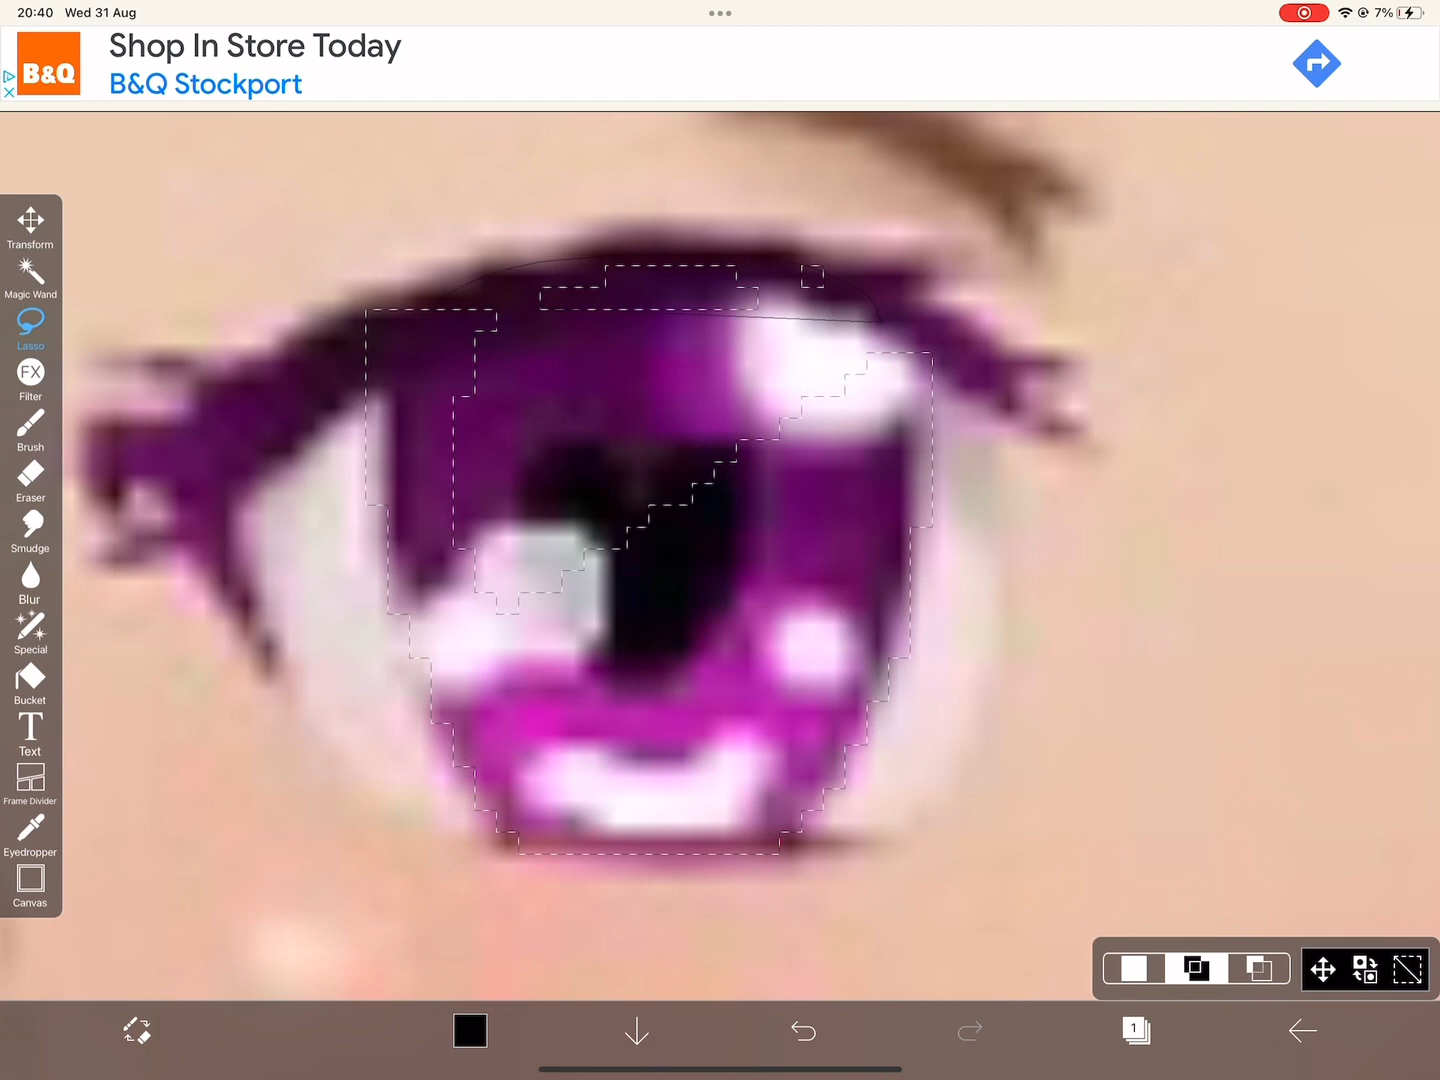 20:40 Wed 31 Aug
7%
B&Q
Shop In Store Today
B&Q Stockport
Transform
Magic Wand
Lasso
FX
Filter
Brush
Eraser
Smudge
Blur
Special
Bucket
T
Text
Frame Divider
Eyedropper
Canvas
1